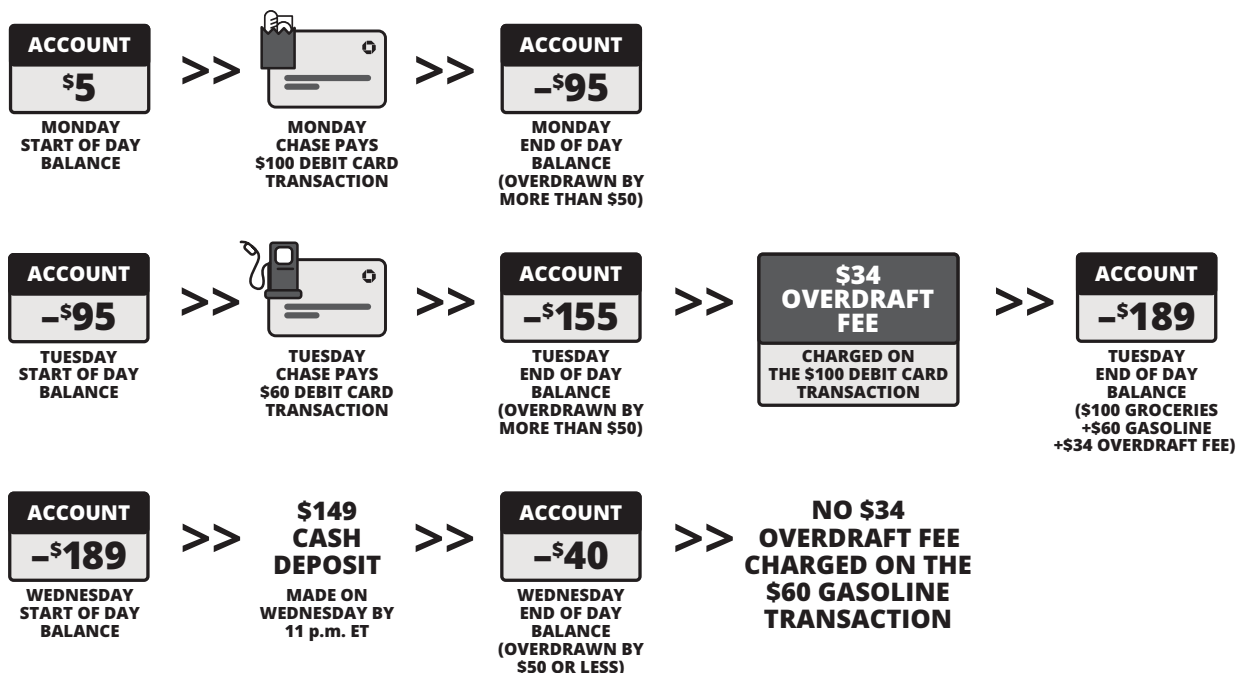 ACCOUNT
$5
MONDAY
START OF DAY
BALANCE
>>
MONDAY
CHASE PAYS
$100 DEBIT CARD
TRANSACTION
>>
ACCOUNT
–$95
MONDAY
END OF DAY
BALANCE
(OVERDRAWN BY
MORE THAN $50)
ACCOUNT
–$95
TUESDAY
START OF DAY
BALANCE
>>
TUESDAY
CHASE PAYS
$60 DEBIT CARD
TRANSACTION
>>
ACCOUNT
–$155
TUESDAY
END OF DAY
BALANCE
(OVERDRAWN BY
MORE THAN $50)
>>
$34
OVERDRAFT
FEE
CHARGED ON
THE $100 DEBIT CARD
TRANSACTION
>>
ACCOUNT
–$189
TUESDAY
END OF DAY
BALANCE
($100 GROCERIES
+$60 GASOLINE
+$34 OVERDRAFT FEE)
ACCOUNT
–$189
WEDNESDAY
START OF DAY
BALANCE
>>
$149
CASH
DEPOSIT
MADE ON
WEDNESDAY BY
11 p.m. ET
>>
ACCOUNT
–$40
WEDNESDAY
END OF DAY
BALANCE
(OVERDRAWN BY
$50 OR LESS)
>>
NO $34
OVERDRAFT FEE
CHARGED ON THE
$60 GASOLINE
TRANSACTION